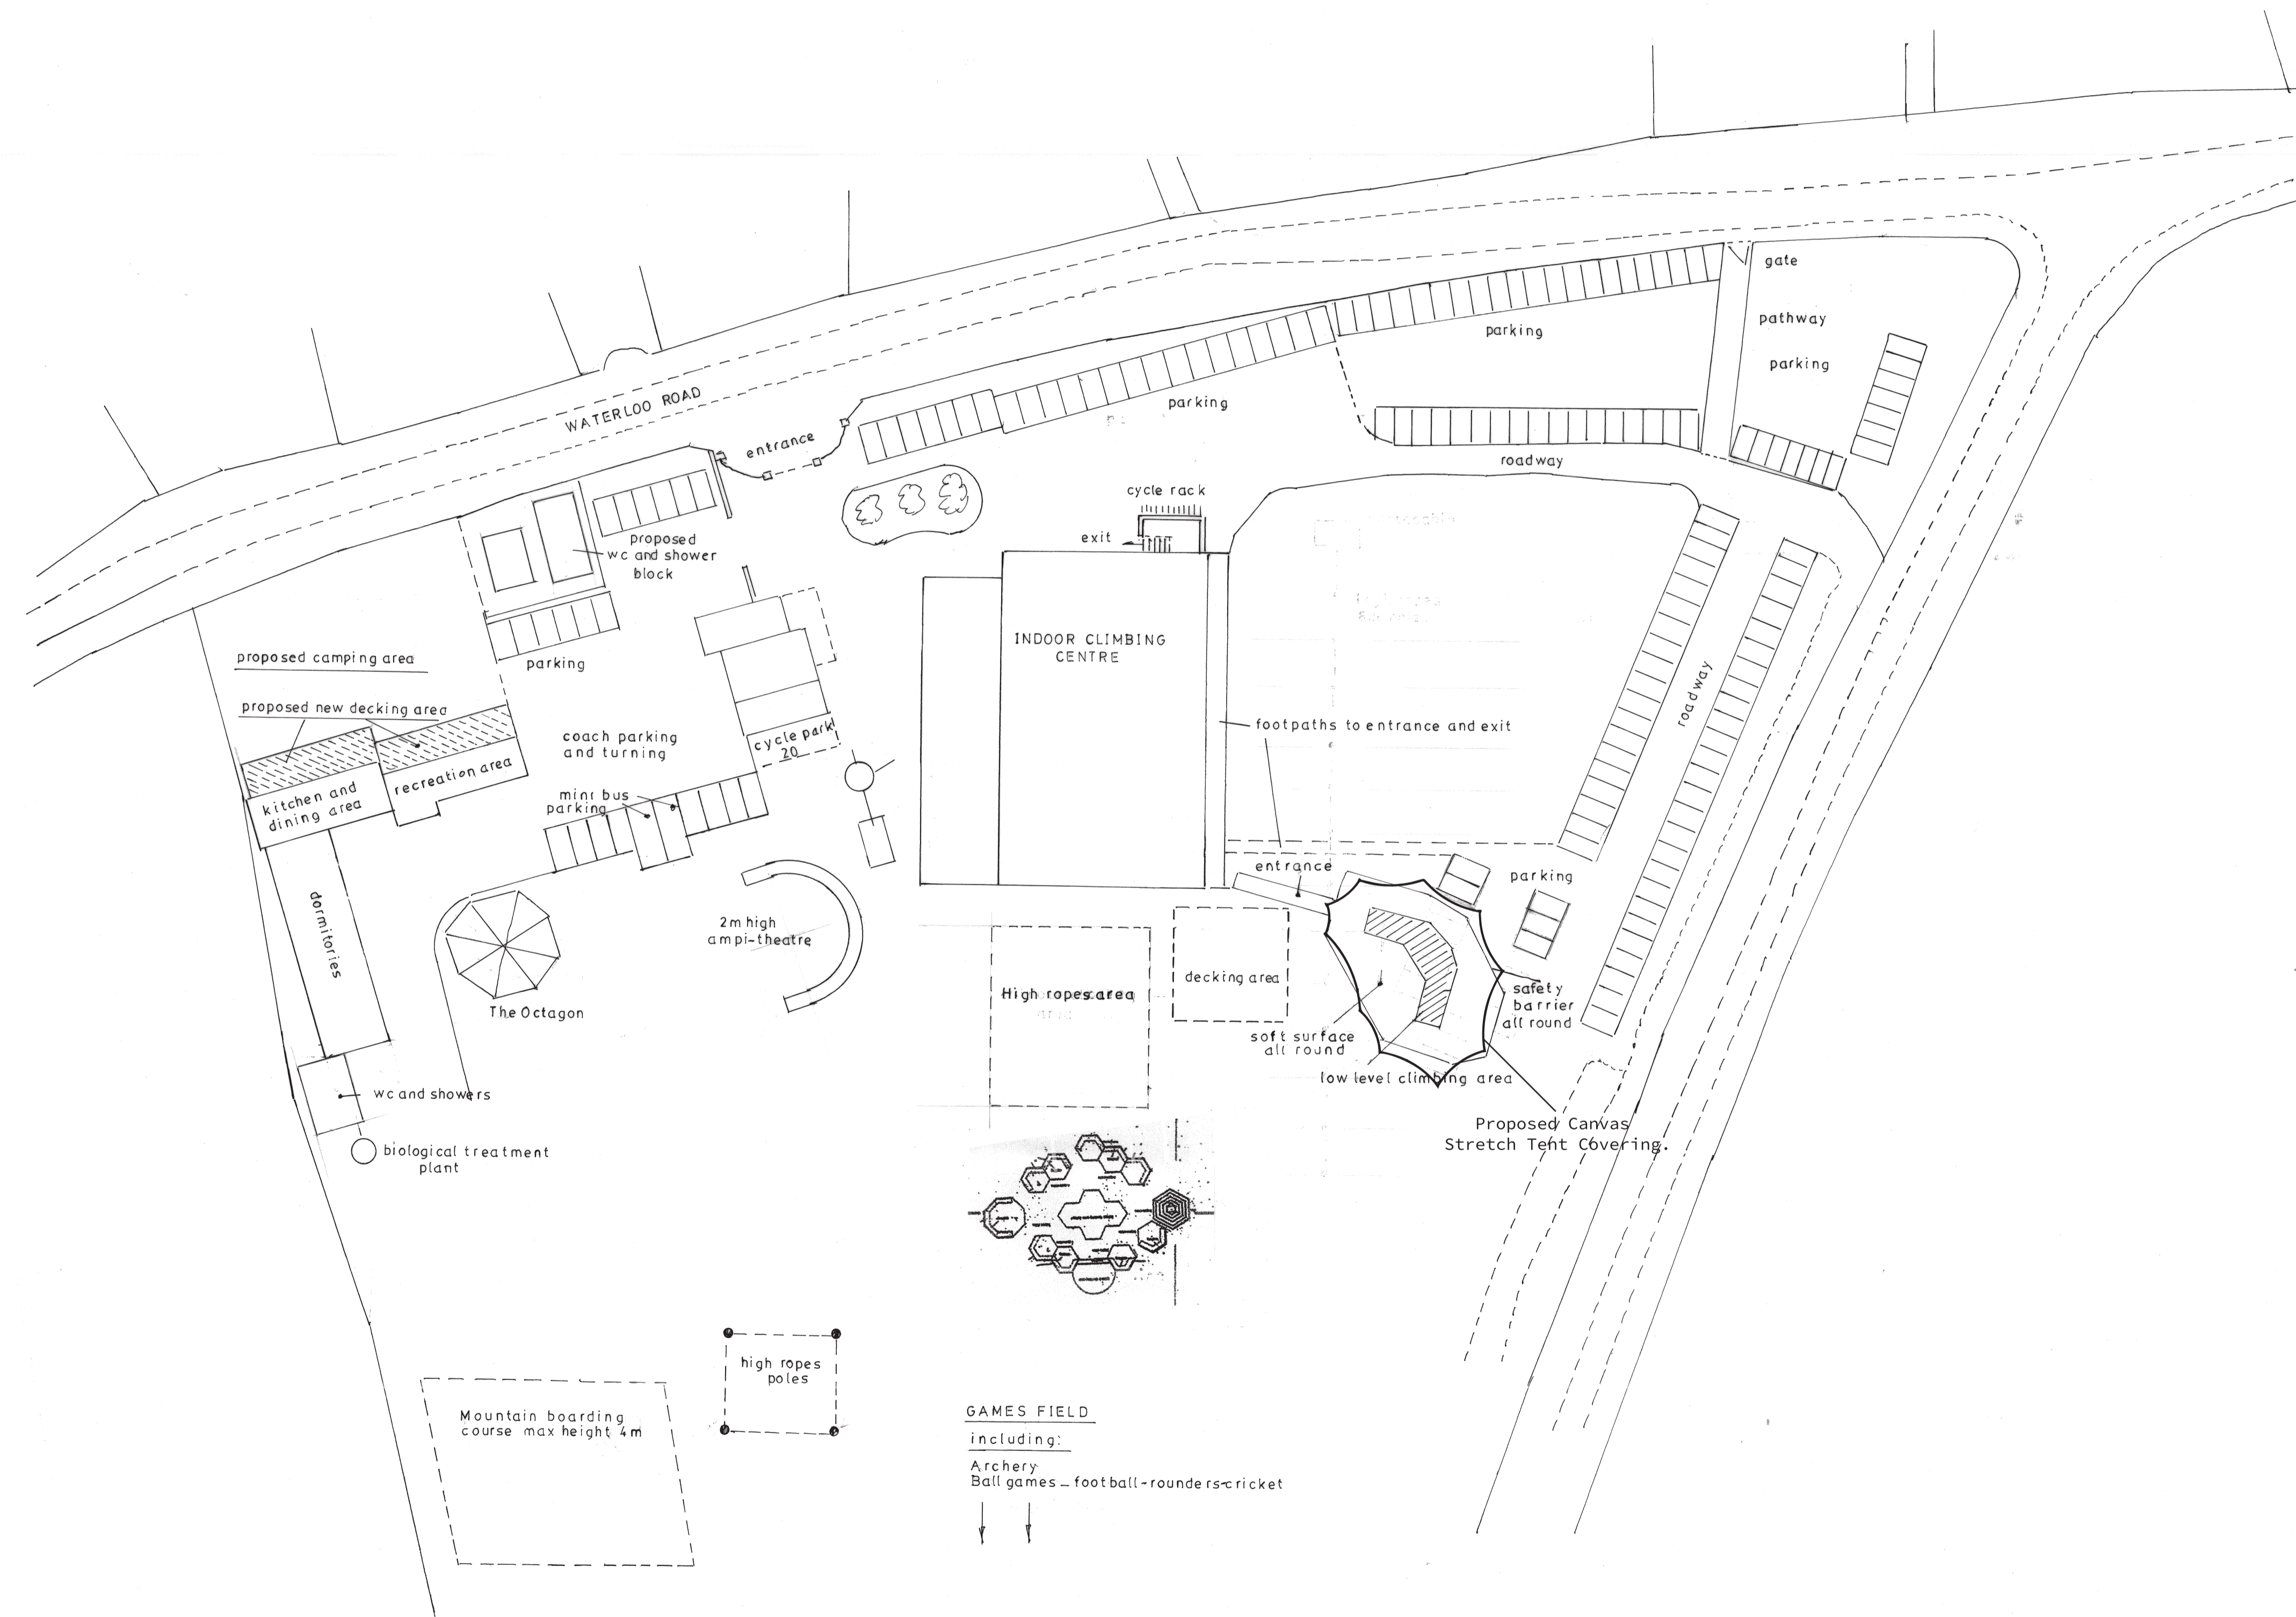 gate
pathway
parking
parking
WATERLOO ROAD
parking
entrance
roadway
cycle rack
exit
proposed
wc and shower
block
INDOOR CLIMBING
CENTRE
proposed camping area
parking
proposed new decking area
roadway
footpaths to entrance and exit
coach parking
and turning
cycle park
20
recreation area
kitchen and
dining area
mini bus
parking
entrance
parking
dormitories
2m high
ampi-theatre
decking area
High ropes area
safety
barrier
all round
The Octagon
soft surface
all round
low level climbing area
wc and showers
Proposed Canvas
Stretch Tent Covering.
biological treatment
plant
high ropes
poles
GAMES FIELD
including:
Archery
Ball games - football-rounders-cricket
Mountain boarding
course max height 4m